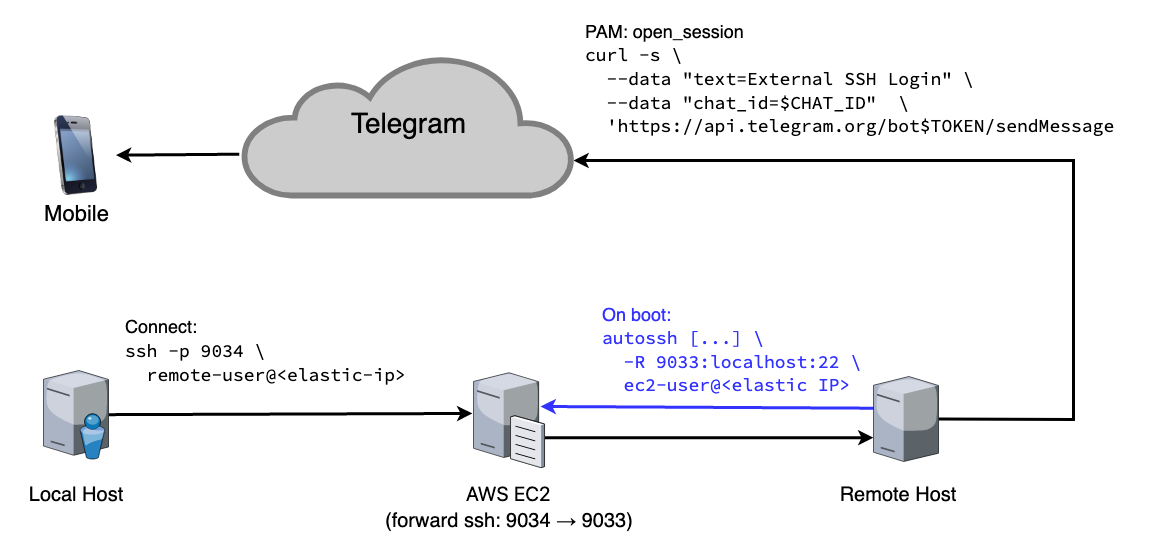 PAM: open_session
curl -s \
--data "text=External SSH Login" \
--data "chat_id=$CHAT_ID"  \
'https://api.telegram.org/bot$TOKEN/sendMessage
Telegram
Mobile
Connect:
ssh -p 9034 \
remote-user@<elastic-ip>
On boot:
autossh [...] \
-R 9033:localhost:22 \
ec2-user@<elastic IP>
Local Host
AWS EC2
(forward ssh: 9034 → 9033)
Remote Host